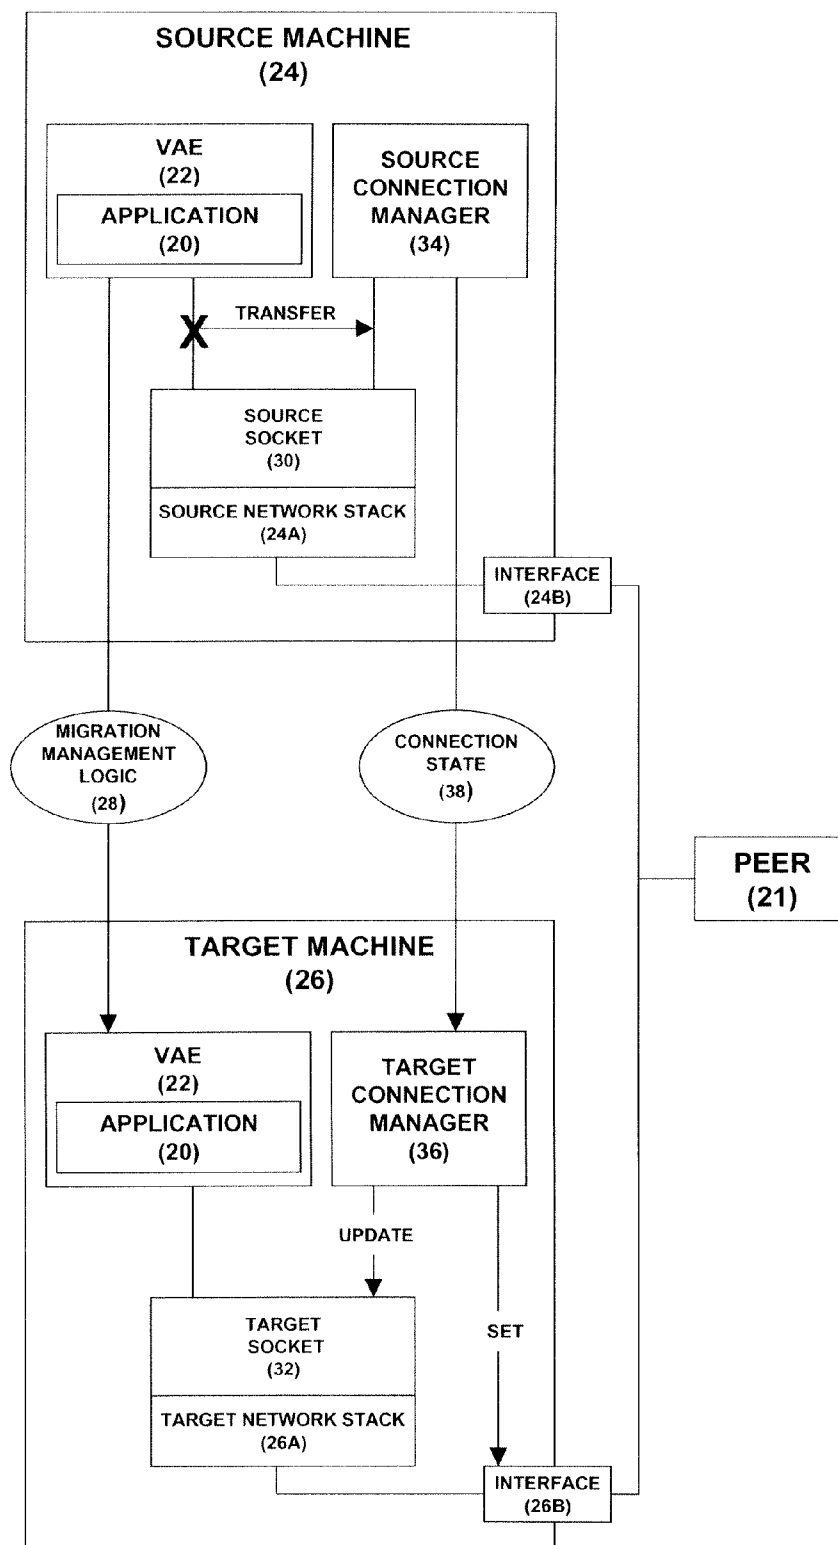 SOURCE MACHINE
(24)
VAE
(22)
APPLICATION
(20)
SOURCE
CONNECTION
MANAGER
(34)
X
TRANSFER
SOURCE
SOCKET
(30)
SOURCE NETWORK STACK
(24A)
INTERFACE
(24B)
MIGRATION
MANAGEMENT
LOGIC
(28)
CONNECTION
STATE
(38)
PEER
(21)
TARGET MACHINE
(26)
VAE
(22)
APPLICATION
(20)
TARGET
CONNECTION
MANAGER
(36)
UPDATE
SET
TARGET
SOCKET
(32)
TARGET NETWORK STACK
(26A)
INTERFACE
(26B)